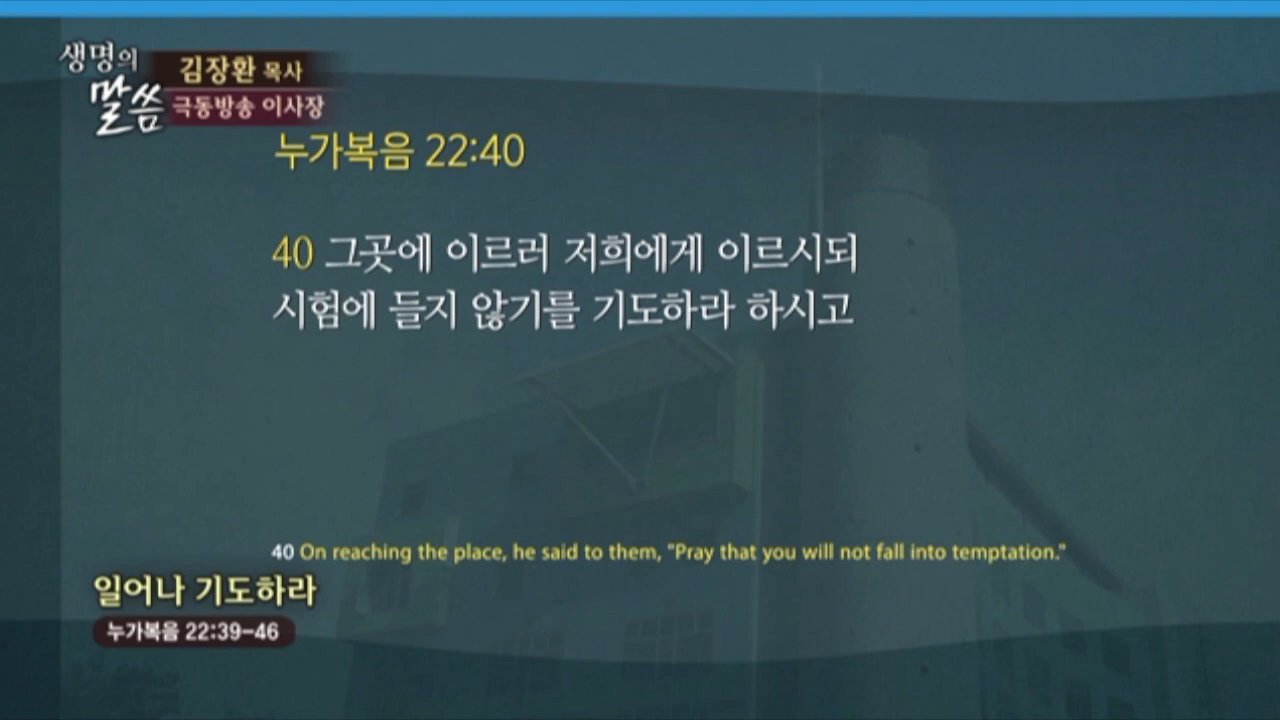 생명의
말씀
김장환 목사
극동방송 이사장
누가복음 22:40
40 그곳에 이르러 저희에게 이르시되
시험에 들지 않기를 기도하라 하시고
40 On reaching the place, he said to them, "Pray that you will not fall into temptation."
일어나 기도하라
누가복음 22:39-46